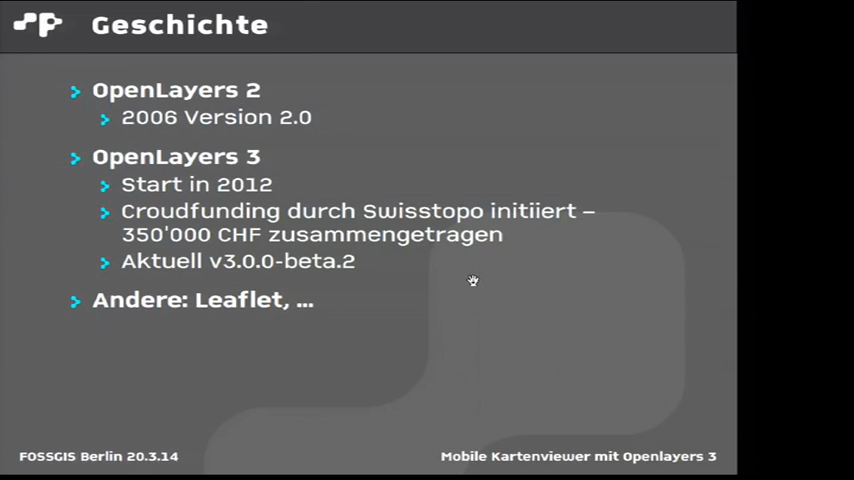 Geschichte
OpenLayers 2
2006 Version 2.0
OpenLayers 3
Start in 2012
Croudfunding durch Swisstopo initiiert –
350'000 CHF zusammengetragen
Aktuell v3.0.0-beta.2
Andere: Leaflet, ...
FOSSGIS Berlin 20.3.14
Mobile Kartenviewer mit Openlayers 3